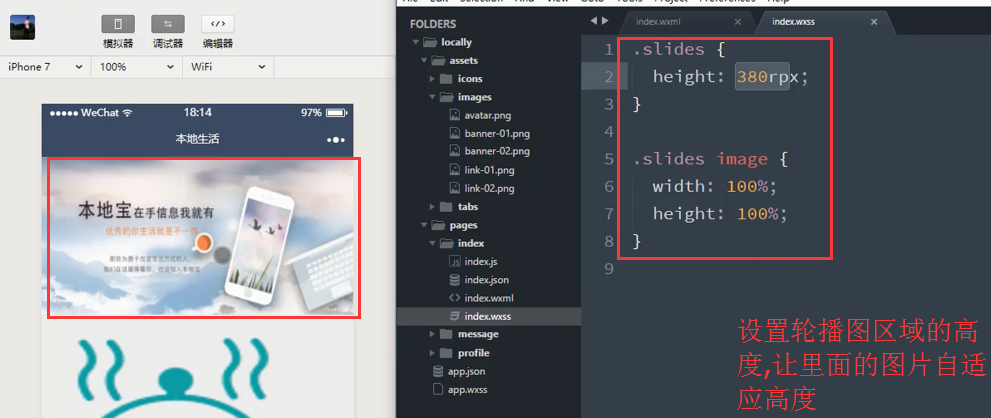 File Edit Selection Find View Goto Tools Project Preferences Help
模拟器 调试器 编辑器
iPhone 7 100% WiFi
WeChat 18:14 97%
本地生活
本地宝在手信息我就有
优秀的你生活就是不一样
FOLDERS
locally
assets
icons
images
avatar.png
banner-01.png
banner-02.png
link-01.png
link-02.png
tabs
pages
index
JS index.js
index.json
<> index.wxml
index.wxss
message
profile
app.json
app.wxss
index.wxml × index.wxss ×
1 .slides {
2 height: 380rpx;
3 }
4
5 .slides image {
6 width: 100%;
7 height: 100%;
8 }
9
设置轮播图区域的高
度,让里面的图片自适
应高度